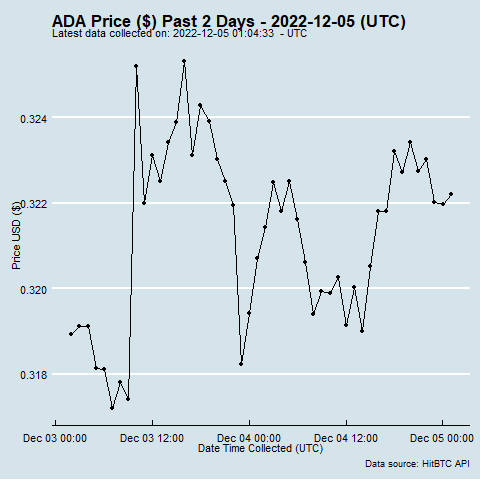 ADA Price ($) Past 2 Days - 2022-12-05 (UTC)
Latest data collected on: 2022-12-05 01:04:33  - UTC
0.324
0.322
0.320
0.318
Price USD ($)
Dec 03 00:00 Dec 03 12:00 Dec 04 00:00 Dec 04 12:00 Dec 05 00:00
Date Time Collected (UTC)
Data source: HitBTC API